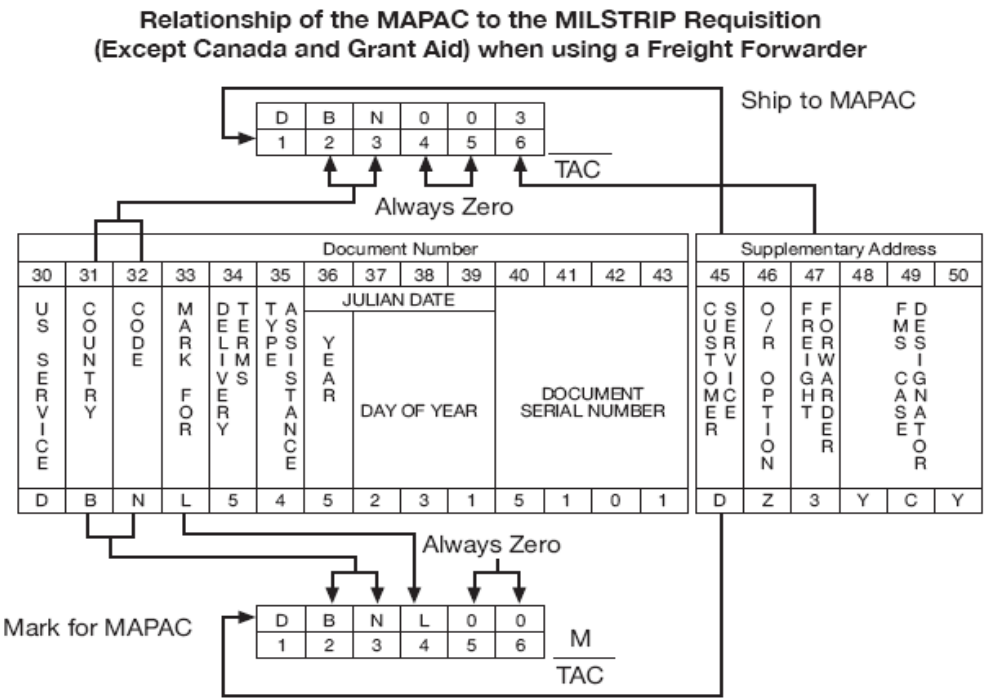 Relationship of the MAPAC to the MILSTRIP Requisition
(Except Canada and Grant Aid) when using a Freight Forwarder
Ship to MAPAC
D B N 0 0 3
1 2 3 4 5 6
TAC
Always Zero
Document Number
Supplementary Address
30 31 32 33 34 35 36 37 38 39 40 41 42 43 45 46 47 48 49 50
US SERVICE
COUNTRY
CODE
MARK FOR
DELIVERY TERMS
TYPE ASSISTANCE
JULIAN DATE
YEAR
DAY OF YEAR
DOCUMENT
SERIAL NUMBER
CUSTOMER SERVICE
O/R OPTION
FREIGHT FORWARDER
FMS CASE DESIGNATOR
D B N L 5 4 5 2 3 1 5 1 0 1 D Z 3 Y C Y
Always Zero
Mark for MAPAC
D B N L 0 0
1 2 3 4 5 6
M
TAC